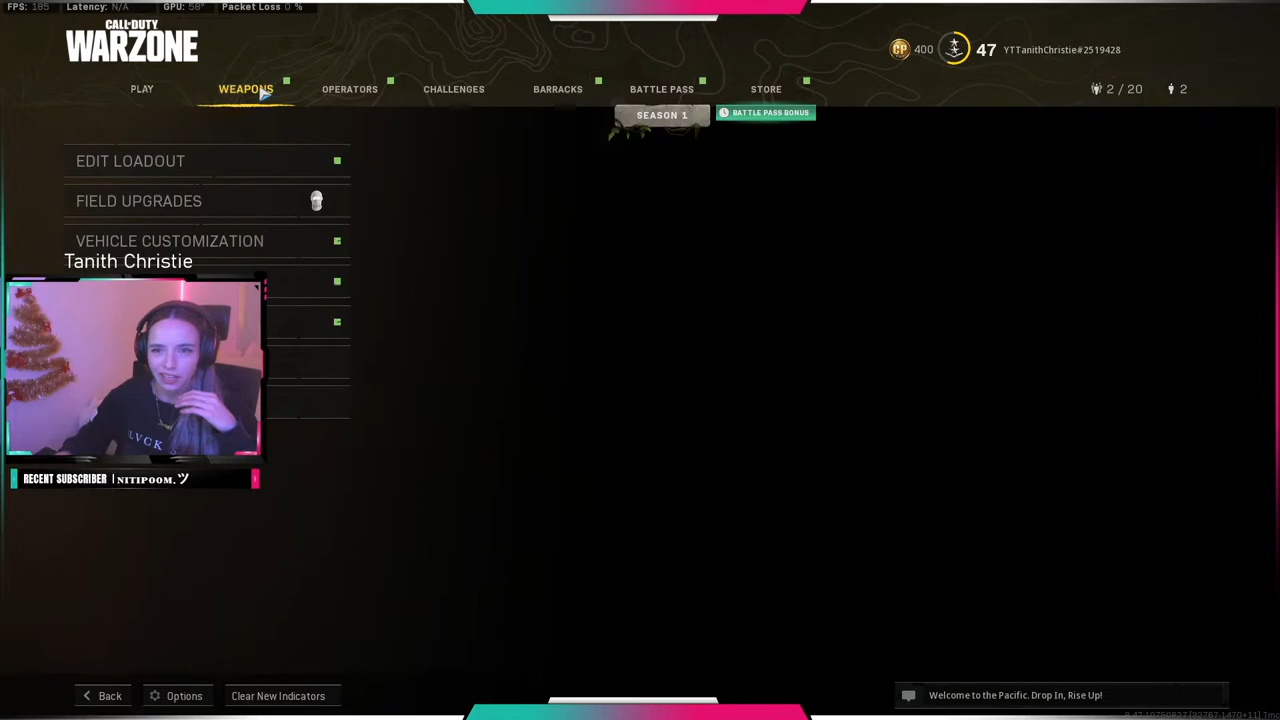 FPS: 185 Latency: N/A GPU: 58° Packet Loss 0 %
CALL OF DUTY
WARZONE
400 47 YTTanithChristie#2519428
PLAY WEAPONS OPERATORS CHALLENGES BARRACKS BATTLE PASS STORE 2 / 20 2
SEASON 1 BATTLE PASS BONUS
EDIT LOADOUT
FIELD UPGRADES
VEHICLE CUSTOMIZATION
Tanith Christie
RECENT SUBSCRIBER | NITIPOOM.ツ
Back Options Clear New Indicators
Welcome to the Pacific. Drop In, Rise Up!